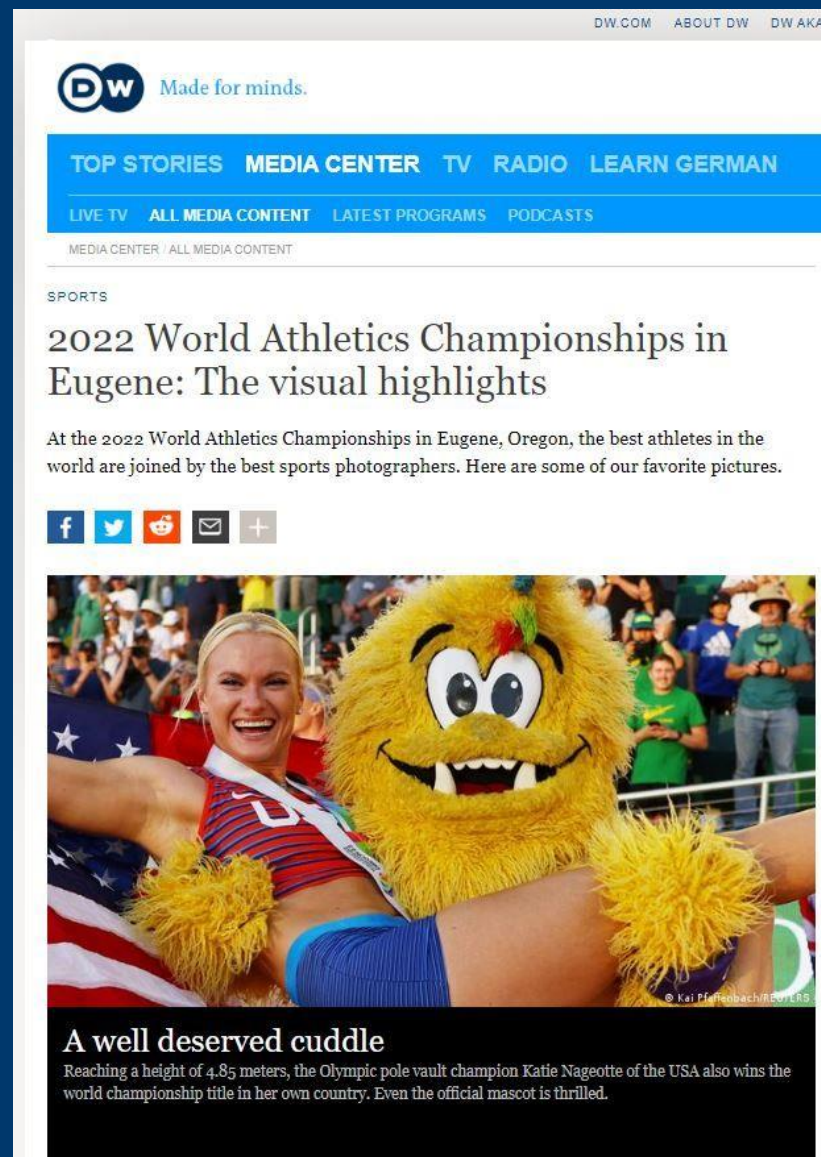 DW.COM ABOUT DW DW AKA
DW Made for minds.
TOP STORIES MEDIA CENTER TV RADIO LEARN GERMAN
LIVE TV ALL MEDIA CONTENT LATEST PROGRAMS PODCASTS
MEDIA CENTER / ALL MEDIA CONTENT
SPORTS
2022 World Athletics Championships in
Eugene: The visual highlights
At the 2022 World Athletics Championships in Eugene, Oregon, the best athletes in the
world are joined by the best sports photographers. Here are some of our favorite pictures.
© Kai Pfaffenbach/REUTERS
A well deserved cuddle
Reaching a height of 4.85 meters, the Olympic pole vault champion Katie Nageotte of the USA also wins the
world championship title in her own country. Even the official mascot is thrilled.